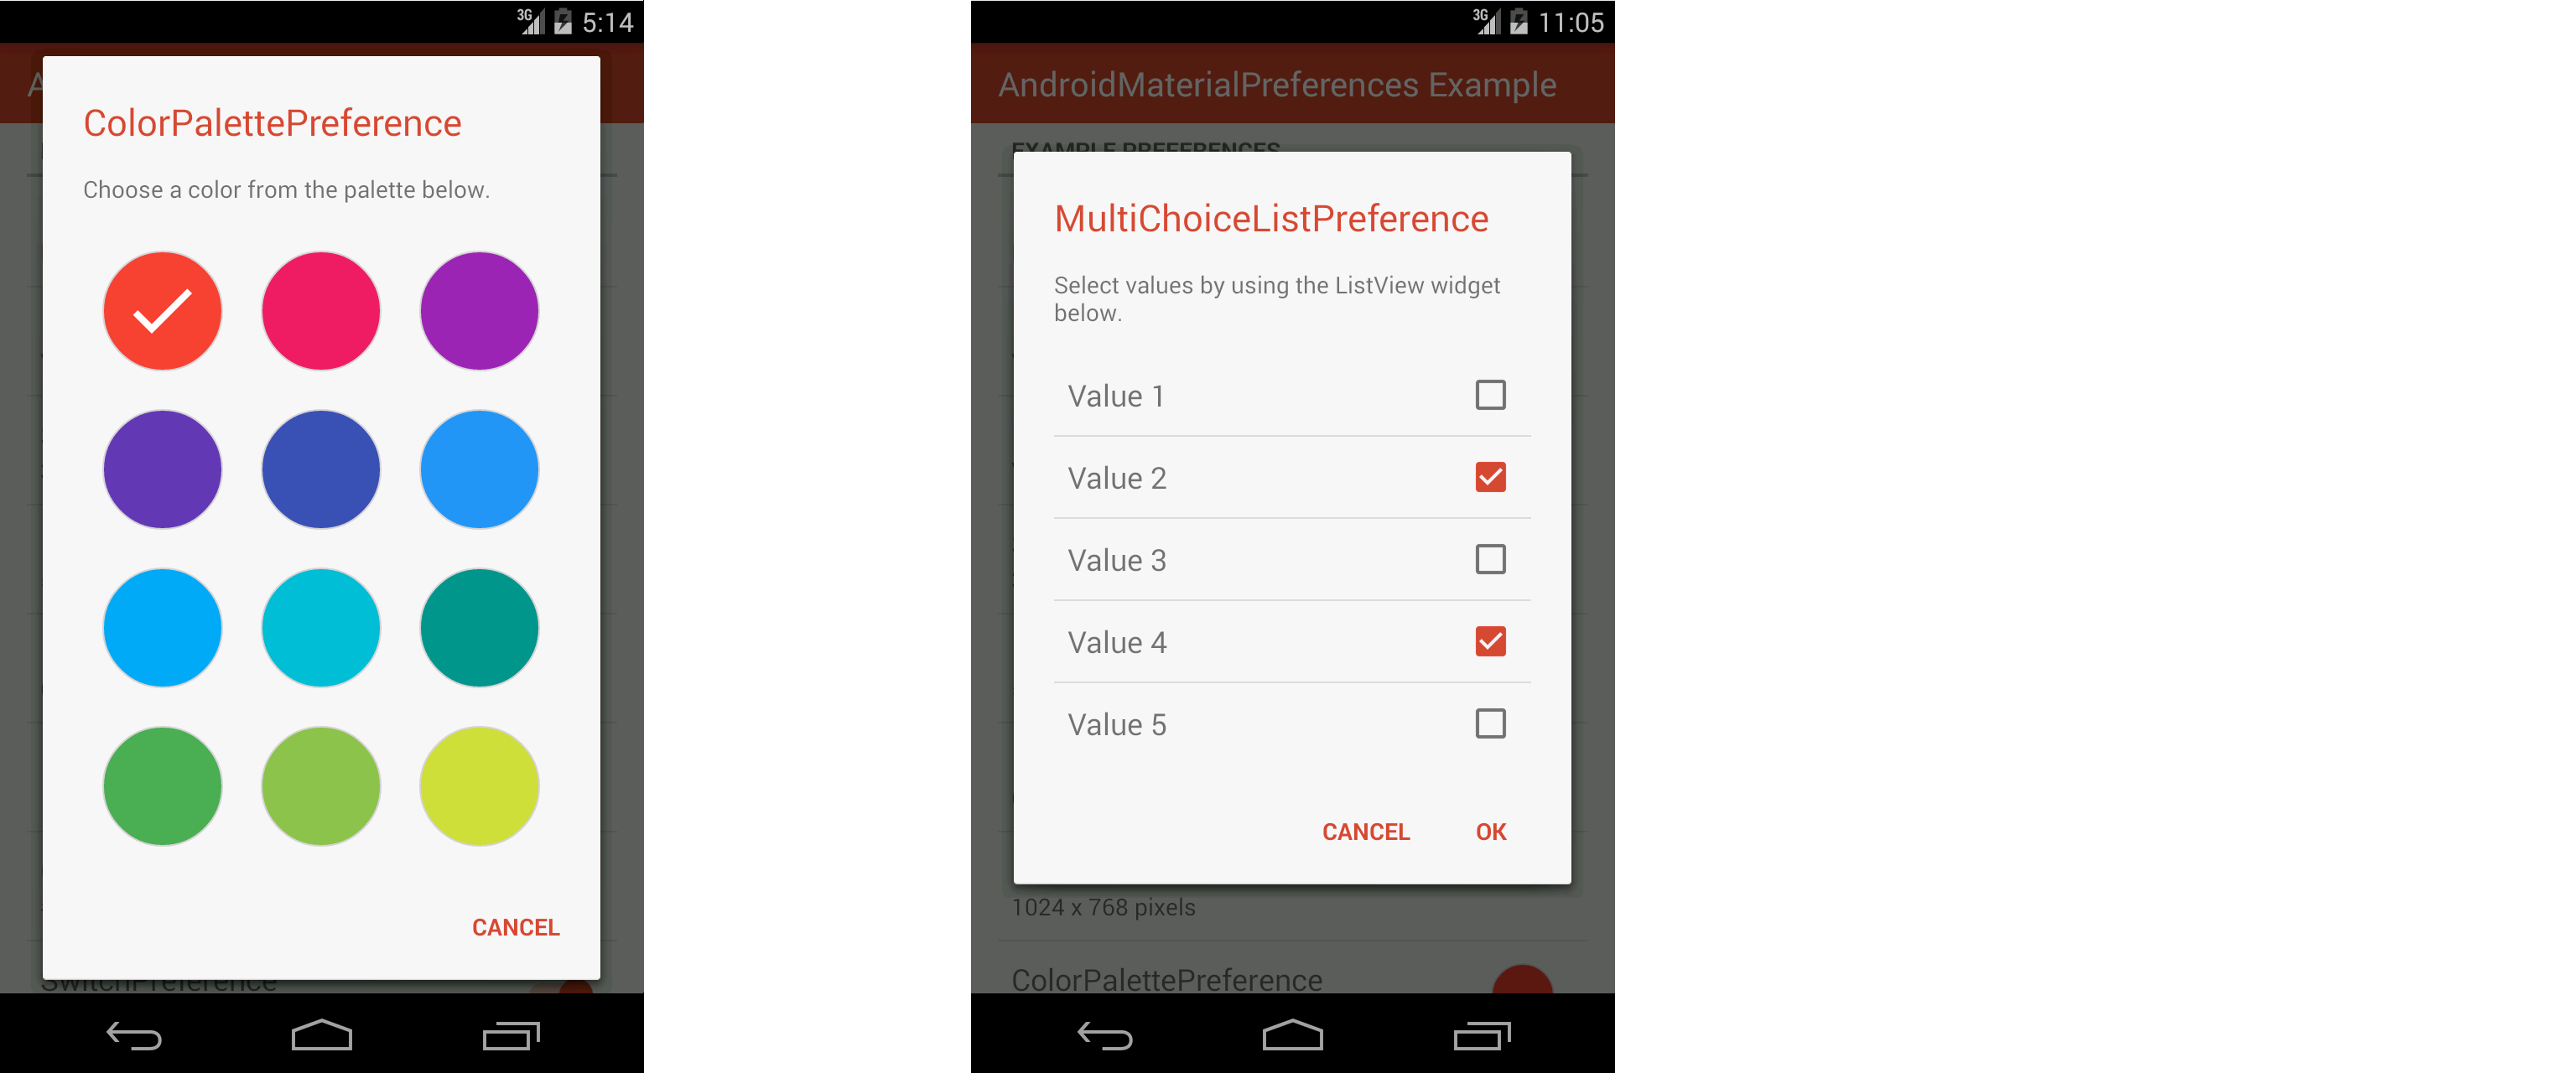 3G 5:14
A
ColorPalettePreference
Choose a color from the palette below.
CANCEL
SwitchPreference
3G 11:05
AndroidMaterialPreferences Example
EXAMPLE PREFERENCES
MultiChoiceListPreference
Select values by using the ListView widget
below.
Value 1
Value 2
Value 3
Value 4
Value 5
CANCEL OK
1024 x 768 pixels
ColorPalettePreference